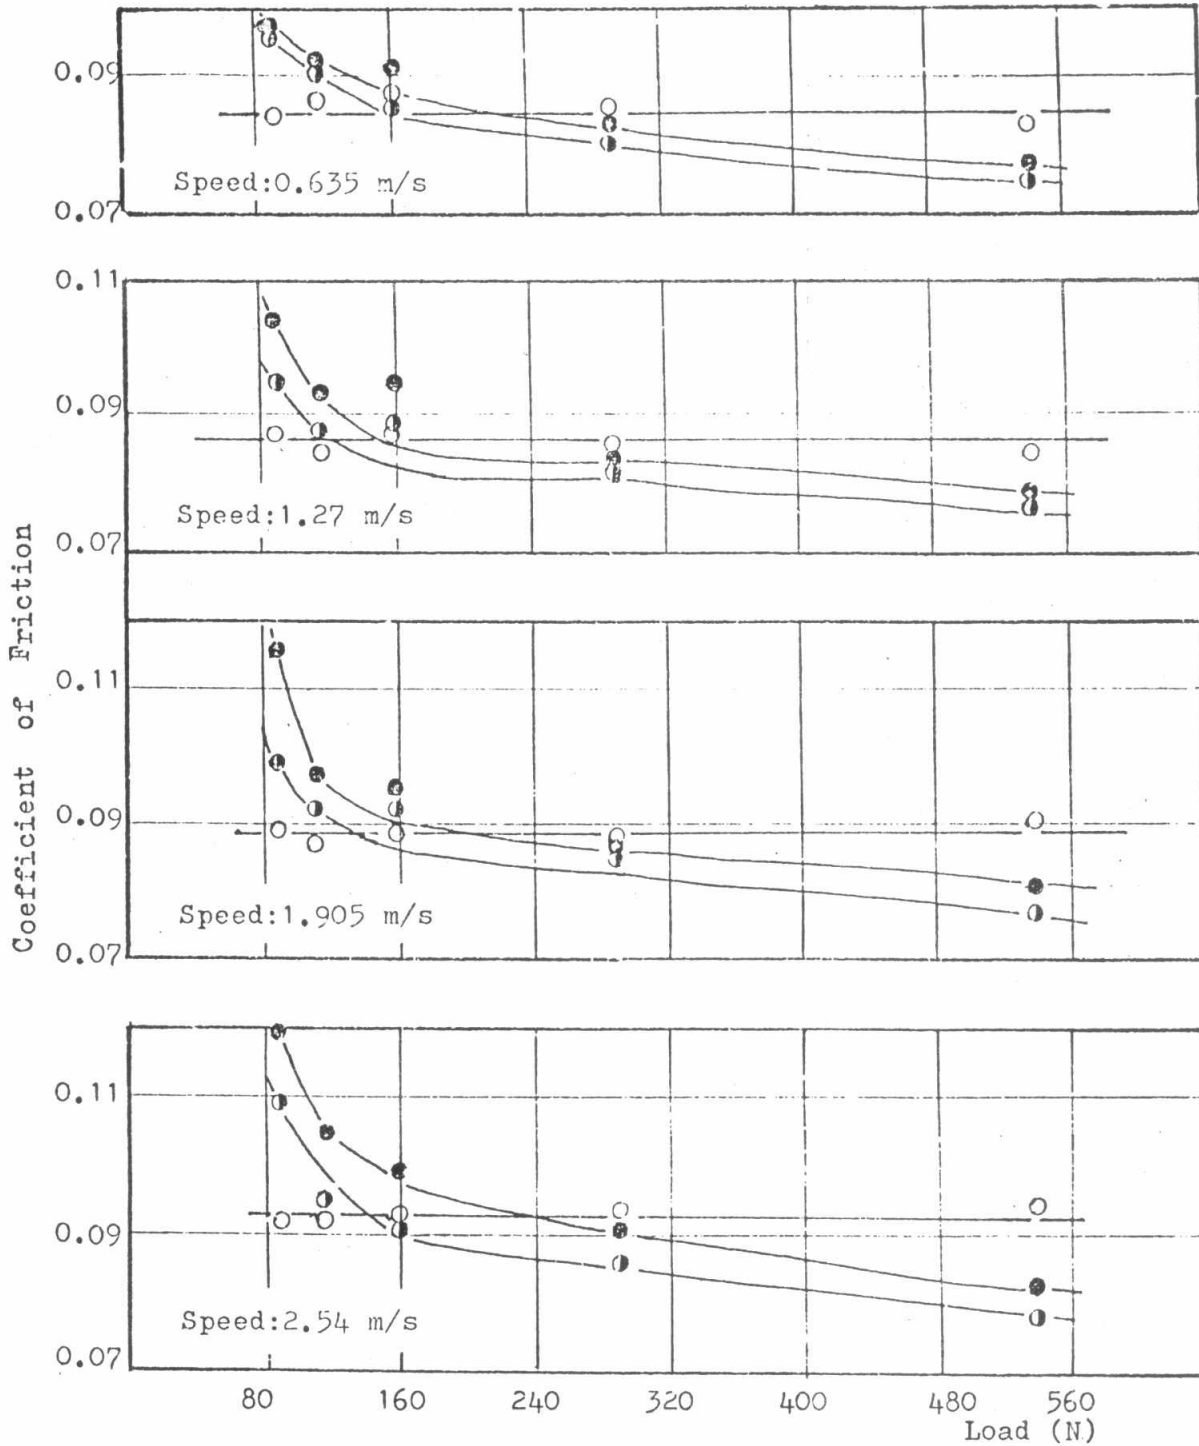 0.09
Speed:0.635 m/s
0.07
0.11
0.09
Speed:1.27 m/s
0.07
Coefficient of Friction
0.11
0.09
Speed:1.905 m/s
0.07
0.11
0.09
Speed:2.54 m/s
0.07
80 160 240 320 400 480 560
Load (N)